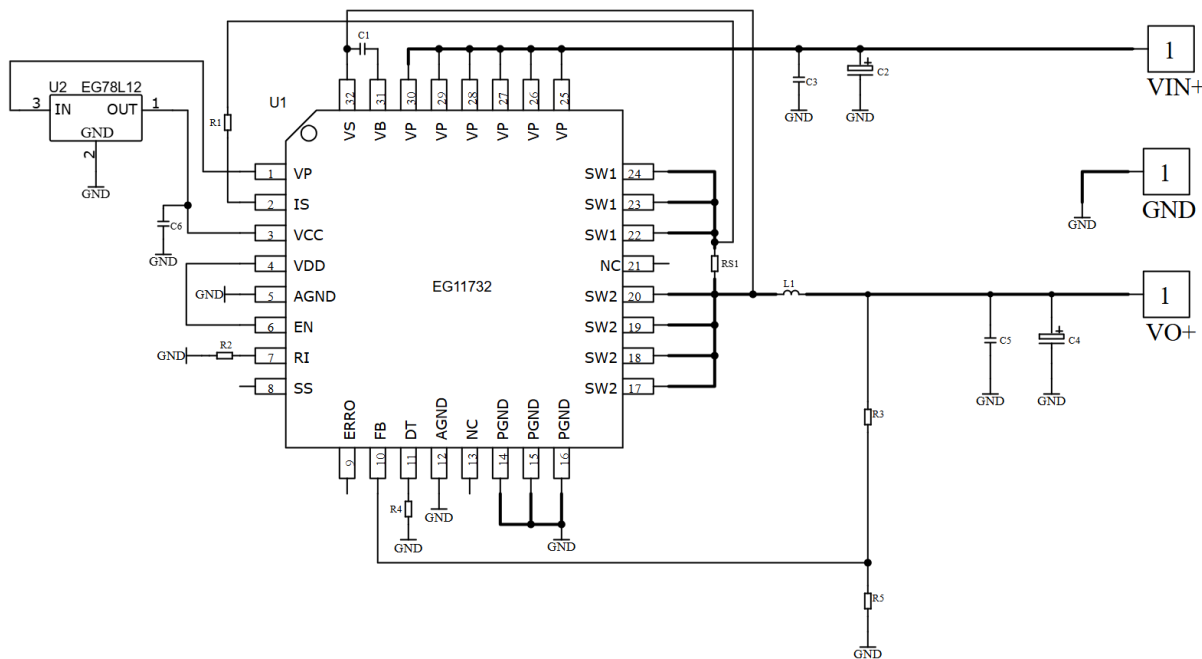 C1
VIN+
1
C3
C2
GND
GND
U2 EG78L12
3 IN OUT 1
GND
2
GND
R1
U1
32 31 30 29 28 27 26 25
VS VB VP VP VP VP VP VP
1 VP
2 IS
3 VCC
4 VDD
5 AGND
6 EN
7 RI
8 SS
C6
GND
GND
GND
R2
EG11732
SW1 24
SW1 23
SW1 22
NC 21
SW2 20
SW2 19
SW2 18
SW2 17
RS1
L1
1
GND
GND
1
VO+
C5
C4
GND
GND
ERRO FB DT AGND NC PGND PGND PGND
9 10 11 12 13 14 15 16
R4
GND
GND
GND
R3
R5
GND